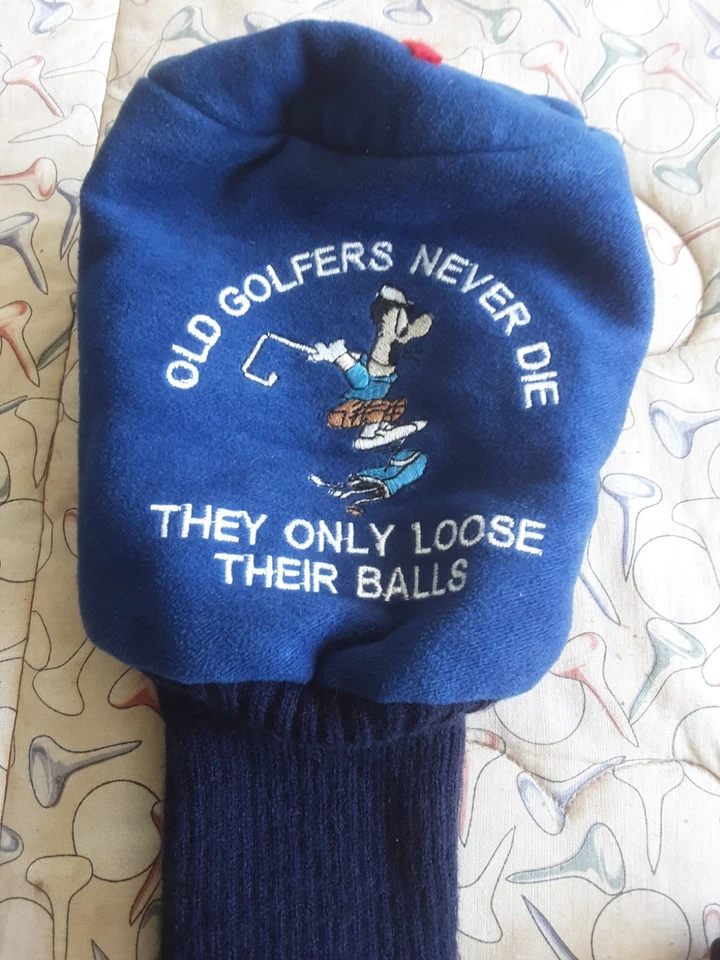 OLD GOLFERS NEVER DIE
THEY ONLY LOOSE
THEIR BALLS